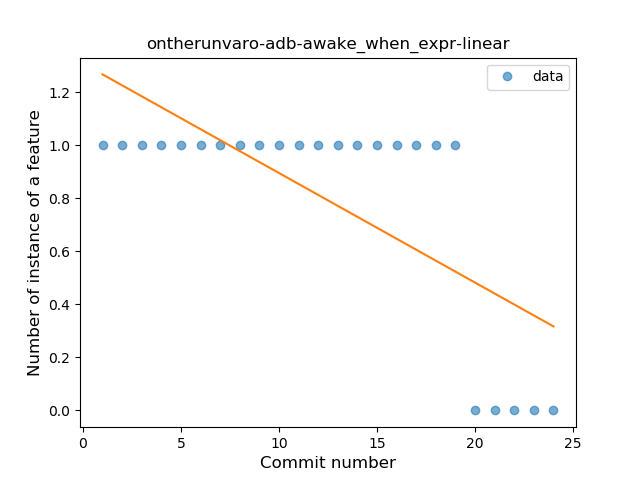 ontherunvaro-adb-awake_when_expr-linear
data
Number of instance of a feature
1.2
1.0
0.8
0.6
0.4
0.2
0.0
0 5 10 15 20 25
Commit number